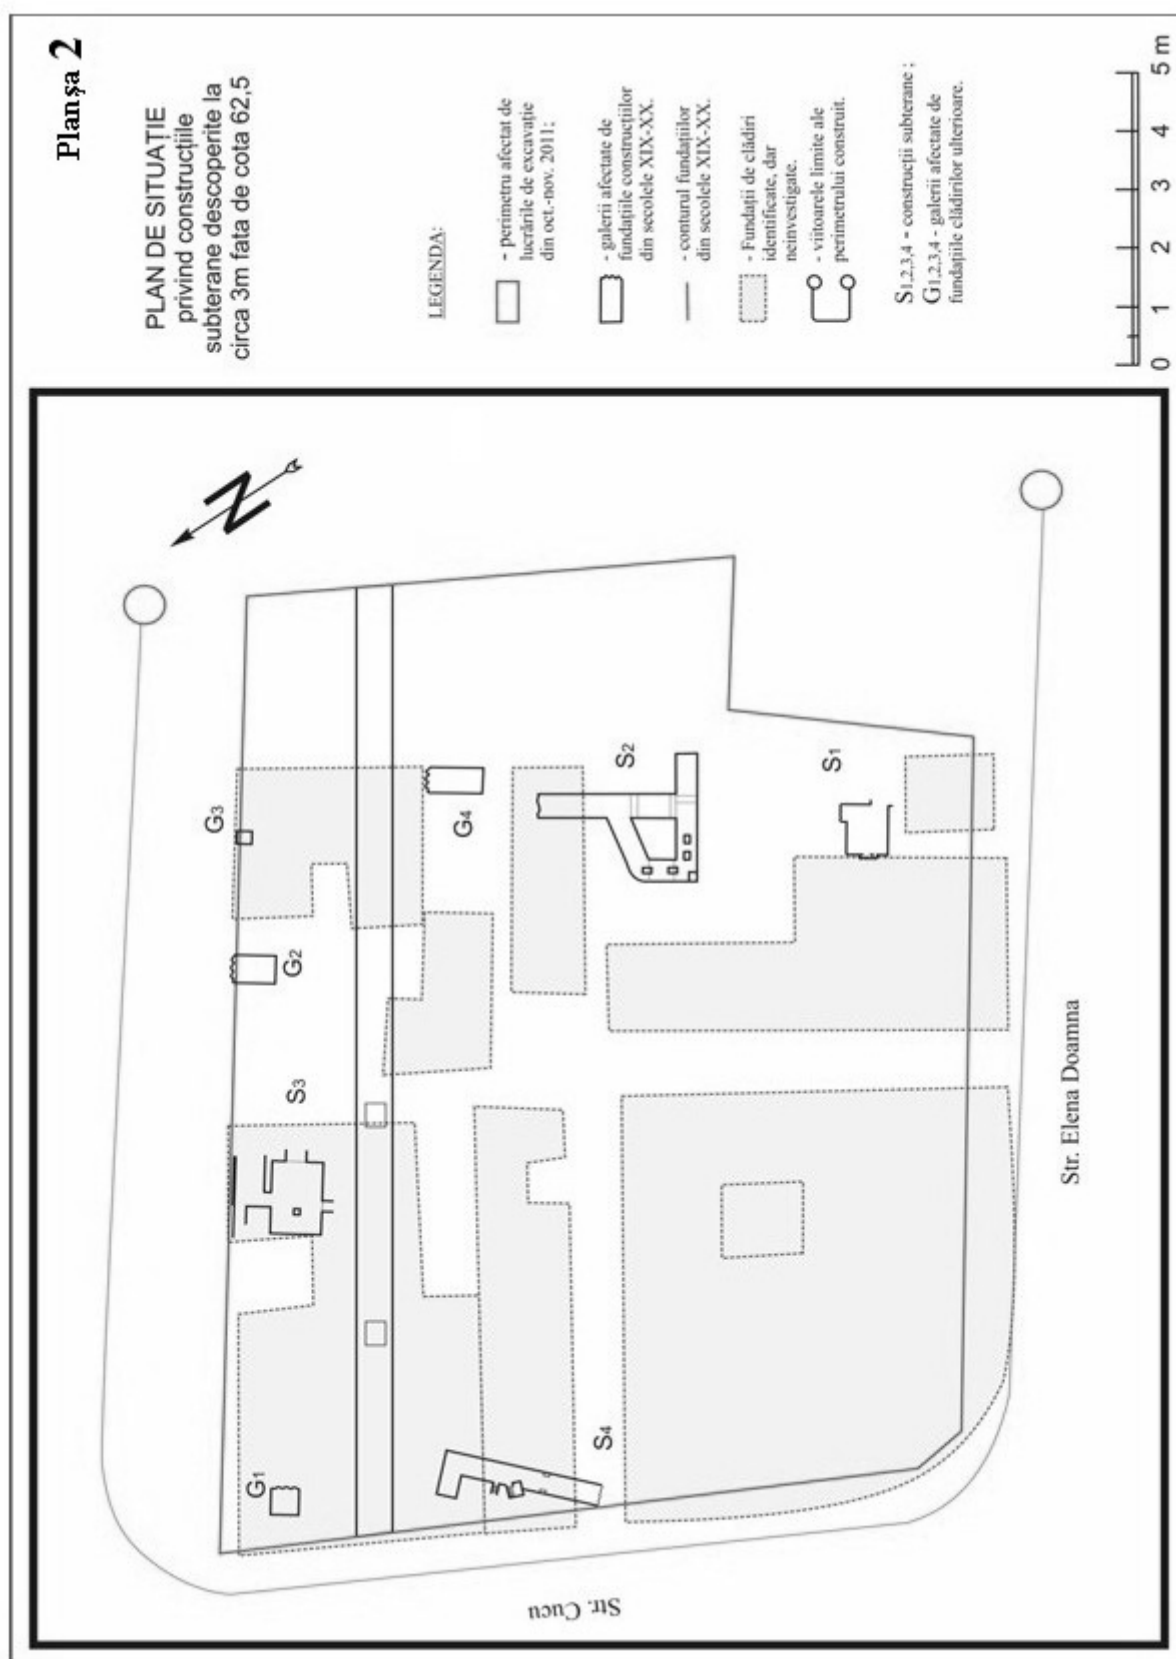 Planșa 2
PLAN DE SITUAȚIE
privind construcțiile
subterane descoperite la
circa 3m fata de cota 62,5
LEGENDA:
- perimetru afectat de
lucrările de excavație
din oct.-nov. 2011;
- galerii afectate de
fundațiile construcțiilor
din secolele XIX-XX.
- conturul fundațiilor
din secolele XIX-XX.
- Fundații de clădiri
identificate, dar
neinvestigate.
- viitoarele limite ale
perimetrului construit.
S1,2,3,4 - construcții subterane ;
G1,2,3,4 - galerii afectate de
fundațiile clădirilor ulterioare.
0 1 2 3 4 5 m
N
G1
S3
G2
G3
G4
S4
S2
S1
Str. Cucu
Str. Elena Doamna